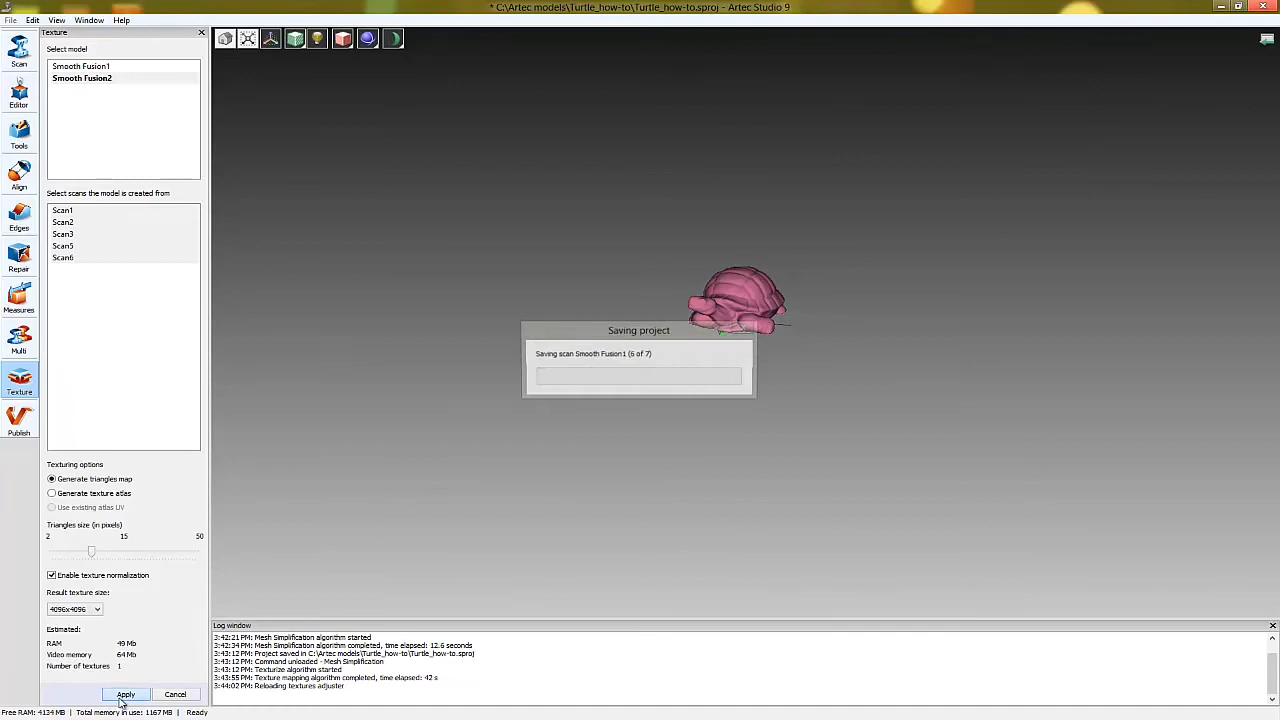 * C:\Artec models\Turtle_how-to\Turtle_how-to.sproj - Artec Studio 9
File Edit View Window Help
Texture
Select model
Smooth Fusion1
Smooth Fusion2
Select scans the model is created from
Scan1
Scan2
Scan3
Scan5
Scan6
Scan
Editor
Tools
Align
Edges
Repair
Measures
Multi
Texture
Publish
Texturing options
Generate triangles map
Generate texture atlas
Use existing atlas UV
Triangles size (in pixels)
2 15 50
Enable texture normalization
Result texture size:
4096x4096
Estimated:
RAM 49 Mb
Video memory 64 Mb
Number of textures 1
Apply Cancel
Saving project
Saving scan Smooth Fusion1 (6 of 7)
Log window
3:42:21 PM: Mesh Simplification algorithm started
3:42:34 PM: Mesh Simplification algorithm completed, time elapsed: 12.6 seconds
3:43:12 PM: Project saved in C:\Artec models\Turtle_how-to\Turtle_how-to.sproj
3:43:12 PM: Command unloaded - Mesh Simplification
3:43:12 PM: Texturize algorithm started
3:43:55 PM: Texture mapping algorithm completed, time elapsed: 42 s
3:44:02 PM: Reloading textures adjuster
Free RAM: 4134 MB | Total memory in use: 1167 MB | Ready